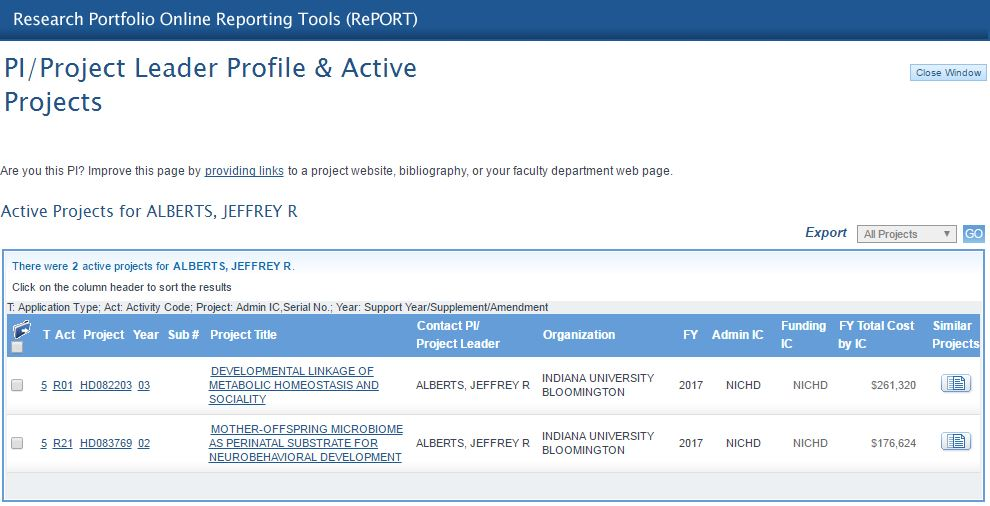 Research Portfolio Online Reporting Tools (RePORT)
PI/Project Leader Profile & Active
Projects
Close Window
Are you this PI? Improve this page by providing links to a project website, bibliography, or your faculty department web page.
Active Projects for ALBERTS, JEFFREY R
Export All Projects GO
There were 2 active projects for ALBERTS, JEFFREY R.
Click on the column header to sort the results
T: Application Type; Act: Activity Code; Project: Admin IC,Serial No.; Year: Support Year/Supplement/Amendment
T Act Project Year Sub # Project Title Contact PI/ Project Leader Organization FY Admin IC Funding IC FY Total Cost by IC Similar Projects
5 R01 HD082203 03 DEVELOPMENTAL LINKAGE OF METABOLIC HOMEOSTASIS AND SOCIALITY ALBERTS, JEFFREY R INDIANA UNIVERSITY BLOOMINGTON 2017 NICHD NICHD $261,320
5 R21 HD083769 02 MOTHER-OFFSPRING MICROBIOME AS PERINATAL SUBSTRATE FOR NEUROBEHAVIORAL DEVELOPMENT ALBERTS, JEFFREY R INDIANA UNIVERSITY BLOOMINGTON 2017 NICHD NICHD $176,624